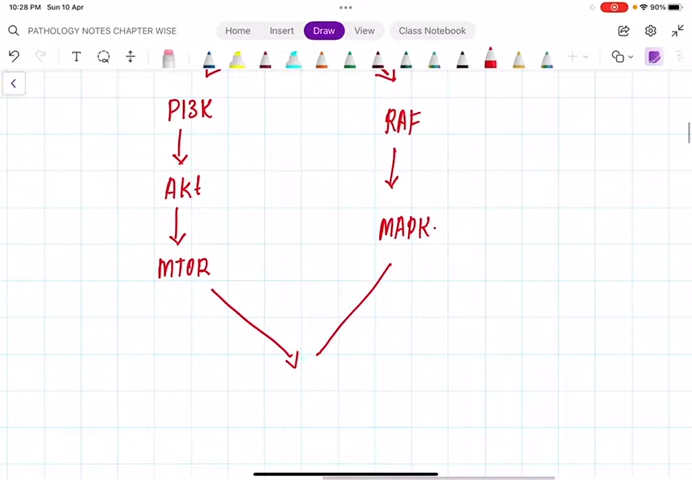 10:28 PM Sun 10 Apr
90%
PATHOLOGY NOTES CHAPTER WISE
Home Insert Draw View Class Notebook
PI3K
RAF
AKt
MAPK.
MTOR